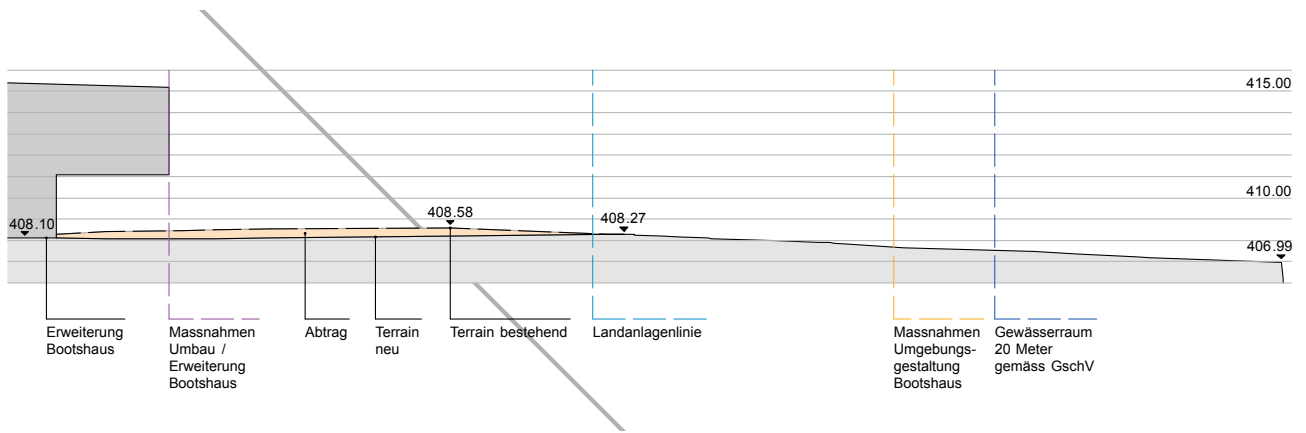 415.00
410.00
408.10
408.58
408.27
406.99
Erweiterung
Bootshaus
Massnahmen
Umbau /
Erweiterung
Bootshaus
Abtrag
Terrain
neu
Terrain bestehend
Landanlagenlinie
Massnahmen
Umgebungs-
gestaltung
Bootshaus
Gewässerraum
20 Meter
gemäss GschV